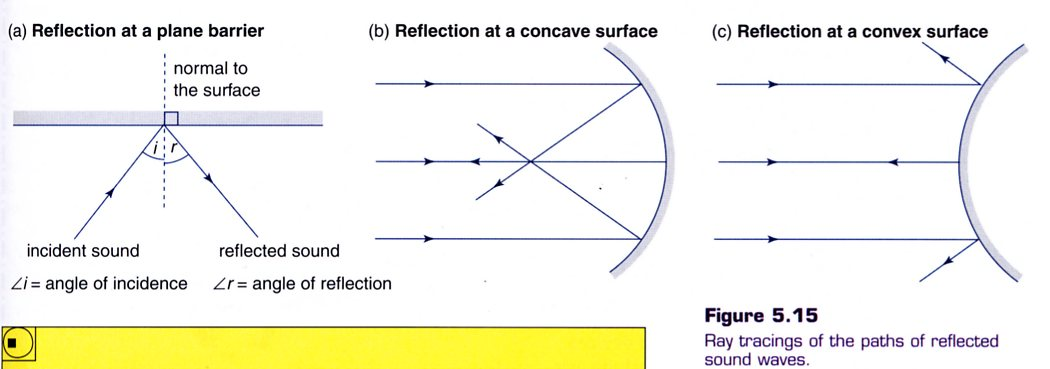 (a) Reflection at a plane barrier
normal to
the surface
i r
incident sound
reflected sound
∠i = angle of incidence
∠r = angle of reflection
(b) Reflection at a concave surface
(c) Reflection at a convex surface
Figure 5.15
Ray tracings of the paths of reflected
sound waves.